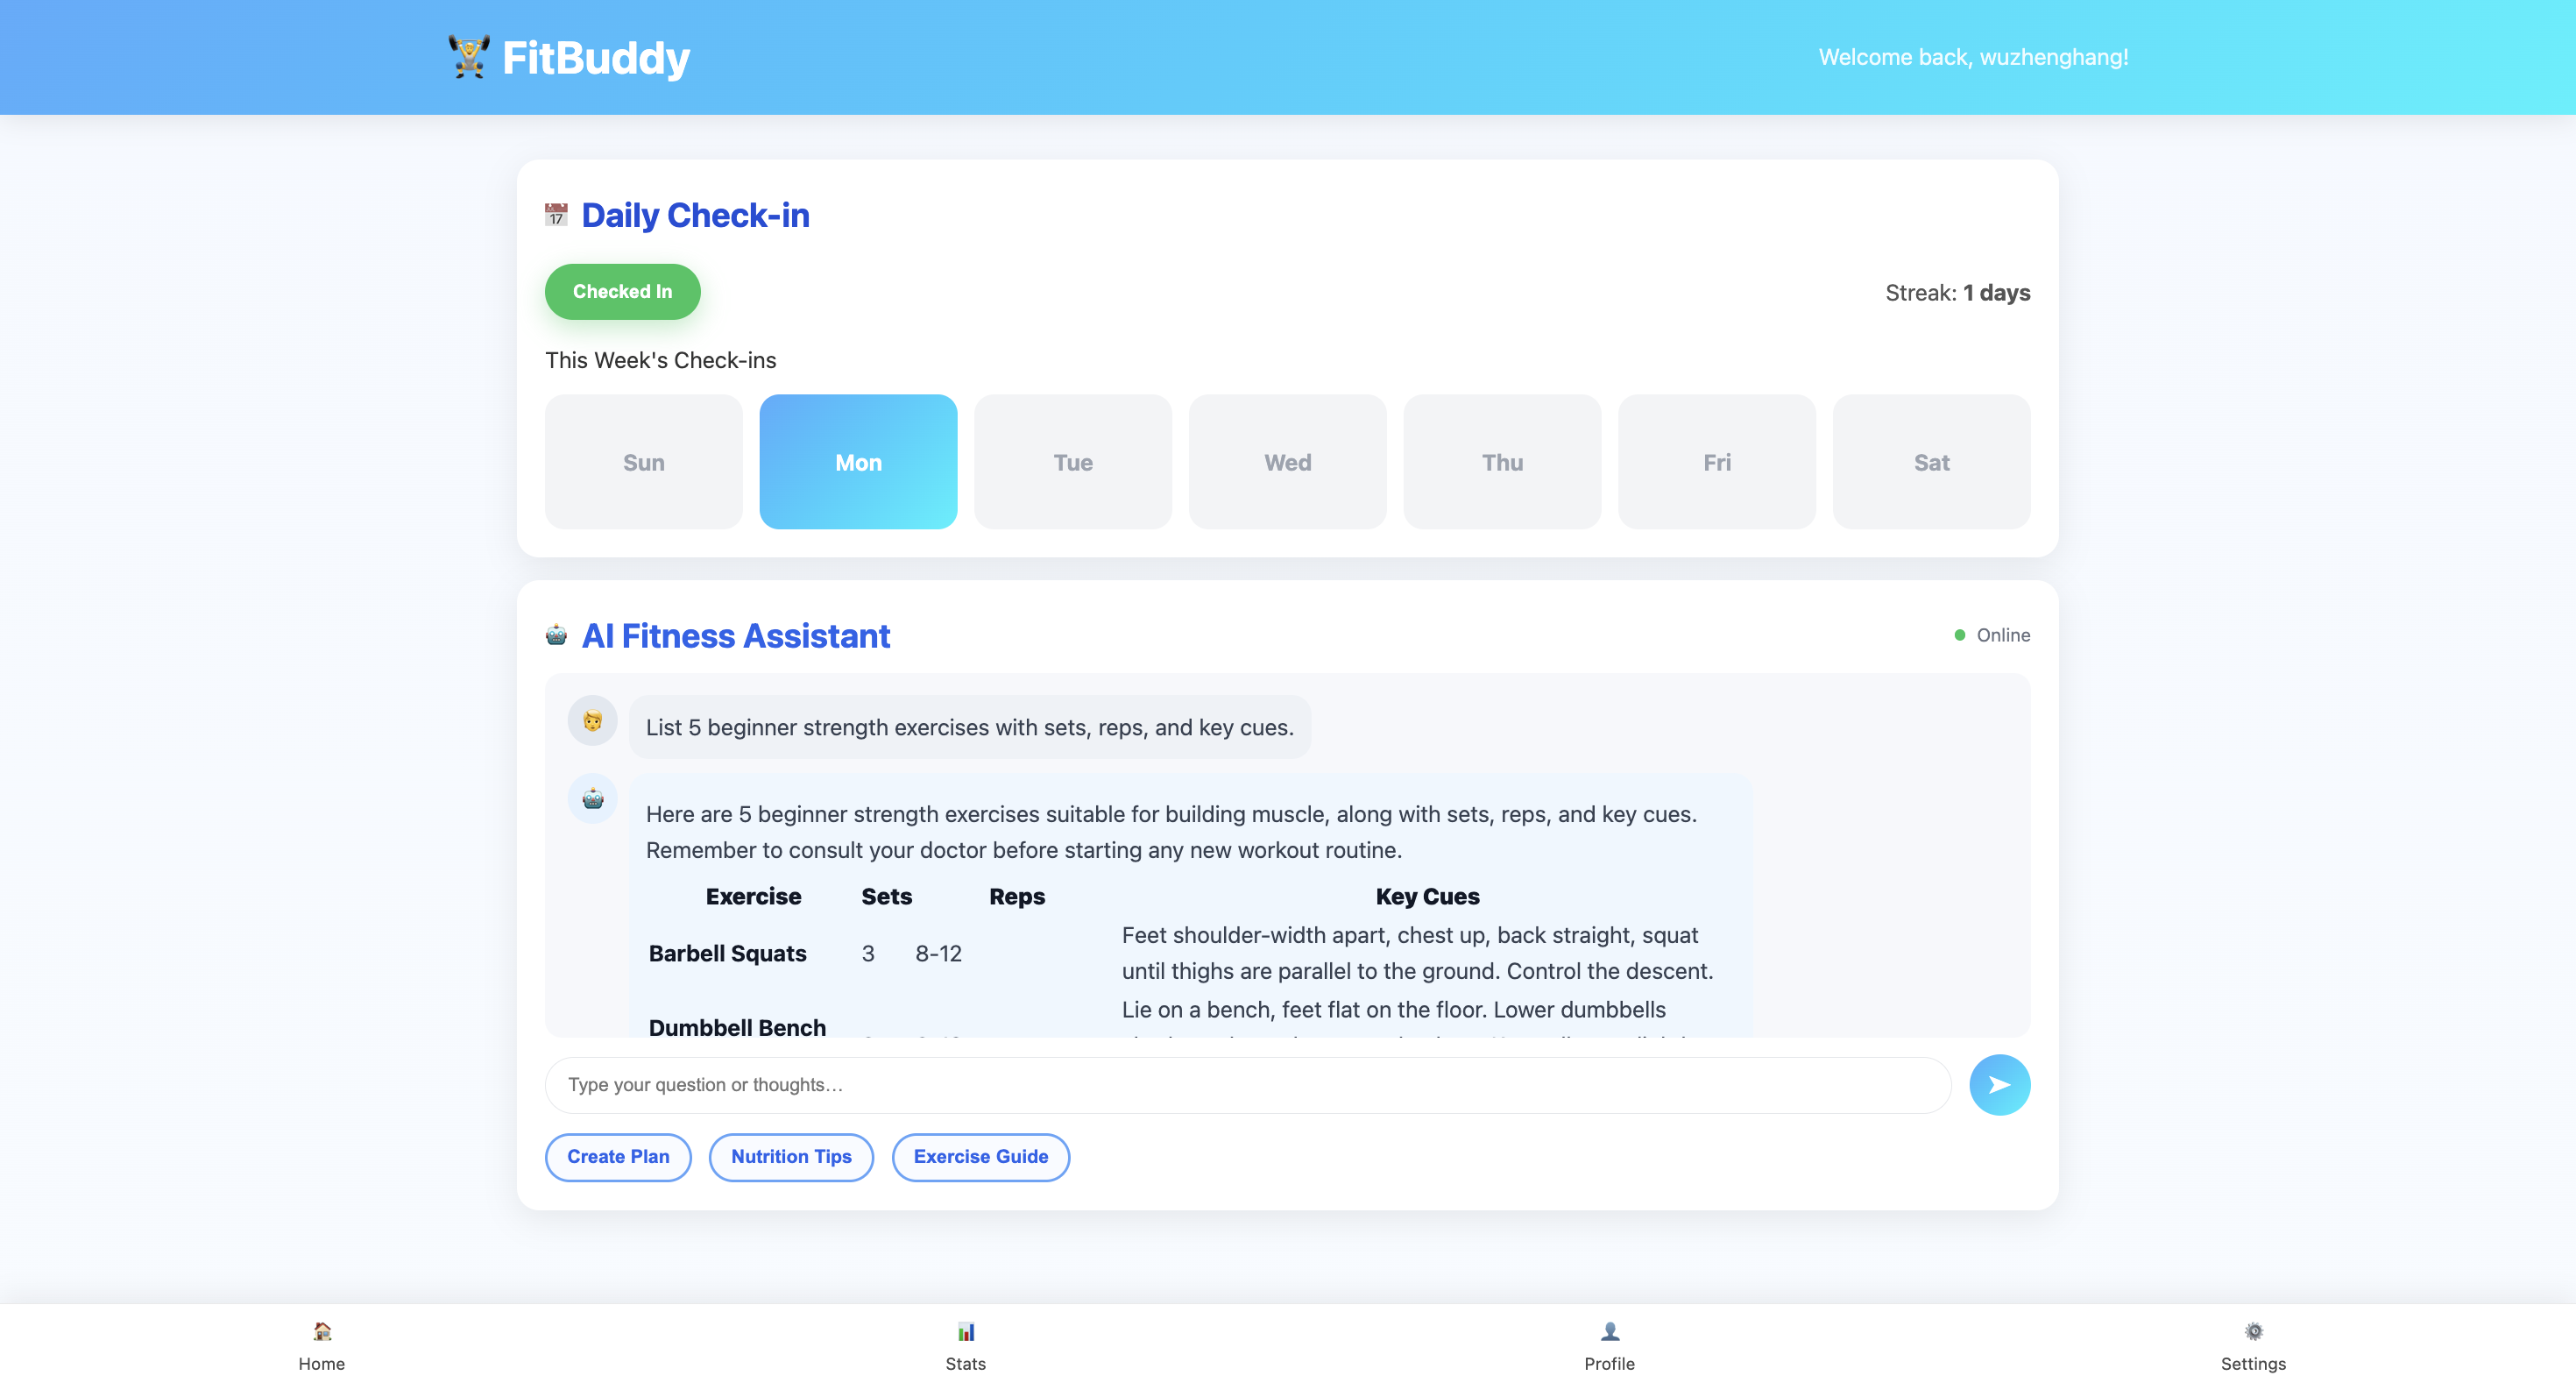 FitBuddy
Welcome back, wuzhenghang!
17
Daily Check-in
Checked In
Streak: 1 days
This Week's Check-ins
Sun
Mon
Tue
Wed
Thu
Fri
Sat
AI Fitness Assistant
Online
List 5 beginner strength exercises with sets, reps, and key cues.
Here are 5 beginner strength exercises suitable for building muscle, along with sets, reps, and key cues.
Remember to consult your doctor before starting any new workout routine.
Exercise Sets Reps Key Cues
Barbell Squats 3 8-12 Feet shoulder-width apart, chest up, back straight, squat
until thighs are parallel to the ground. Control the descent.
Dumbbell Bench Lie on a bench, feet flat on the floor. Lower dumbbells
Type your question or thoughts…
Create Plan
Nutrition Tips
Exercise Guide
Home
Stats
Profile
Settings